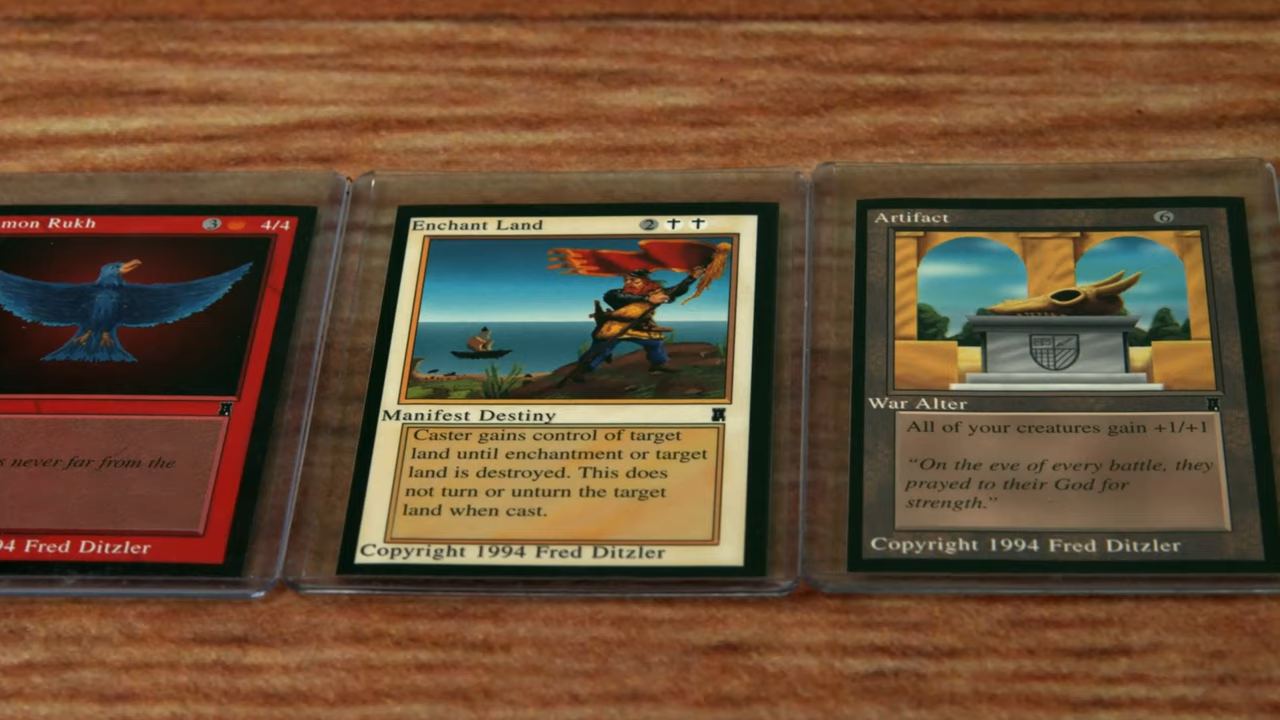 mon Rukh 3 4/4
s never far from the
94 Fred Ditzler
Enchant Land 2
Manifest Destiny
Caster gains control of target
land until enchantment or target
land is destroyed. This does
not turn or unturn the target
land when cast.
Copyright 1994 Fred Ditzler
Artifact 6
War Alter
All of your creatures gain +1/+1
“On the eve of every battle, they
prayed to their God for
strength.”
Copyright 1994 Fred Ditzler